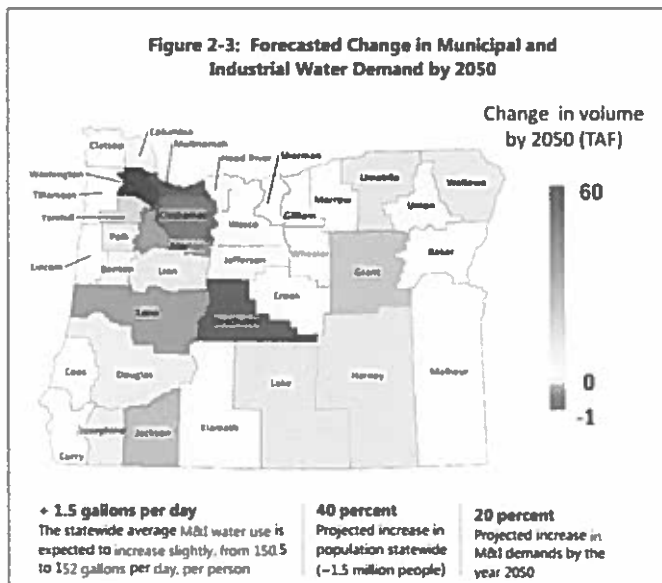 Figure 2-3: Forecasted Change in Municipal and
Industrial Water Demand by 2050
Change in volume
by 2050 (TAF)
60
0
-1
Clatsop
Columbia
Multnomah
Hood River
Sherman
Washington
Tillamook
Yamhill
Clackamas
Wasco
Gilliam
Morrow
Umatilla
Union
Wallowa
Polk
Marion
Jefferson
Wheeler
Grant
Baker
Lincoln
Benton
Linn
Crook
Lane
Deschutes
Coos
Douglas
Lake
Harney
Malheur
Curry
Josephine
Jackson
Klamath
+ 1.5 gallons per day
The statewide average M&I water use is
expected to increase slightly, from 150.5
to 152 gallons per day, per person
40 percent
Projected increase in
population statewide
(~1.5 million people)
20 percent
Projected increase in
M&I demands by the
year 2050